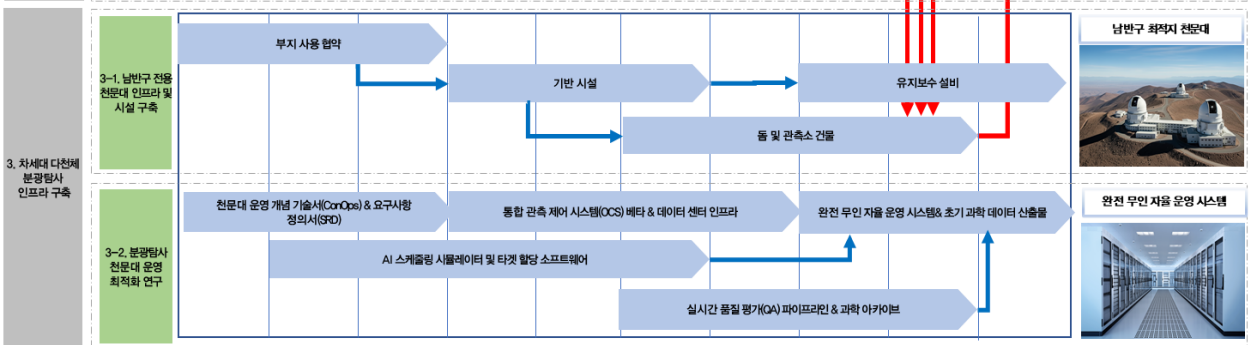 3. 차세대 다천체
분광탐사
인프라 구축
3-1. 남반구 전용
천문대 인프라 및
시설 구축
부지 사용 협약
기반 시설
유지보수 설비
돔 및 관측소 건물
남반구 최적지 천문대
3-2. 분광탐사
천문대 운영
최적화 연구
천문대 운영 개념 기술서(ConOps) & 요구사항
정의서(SRD)
통합 관측 제어 시스템(OCS) 베타 & 데이터 센터 인프라
완전 무인 자율 운영 시스템& 초기 과학 데이터 산출물
AI 스케줄링 시뮬레이터 및 타겟 할당 소프트웨어
실시간 품질 평가(QA) 파이프라인 & 과학 아카이브
완전 무인 자율 운영 시스템